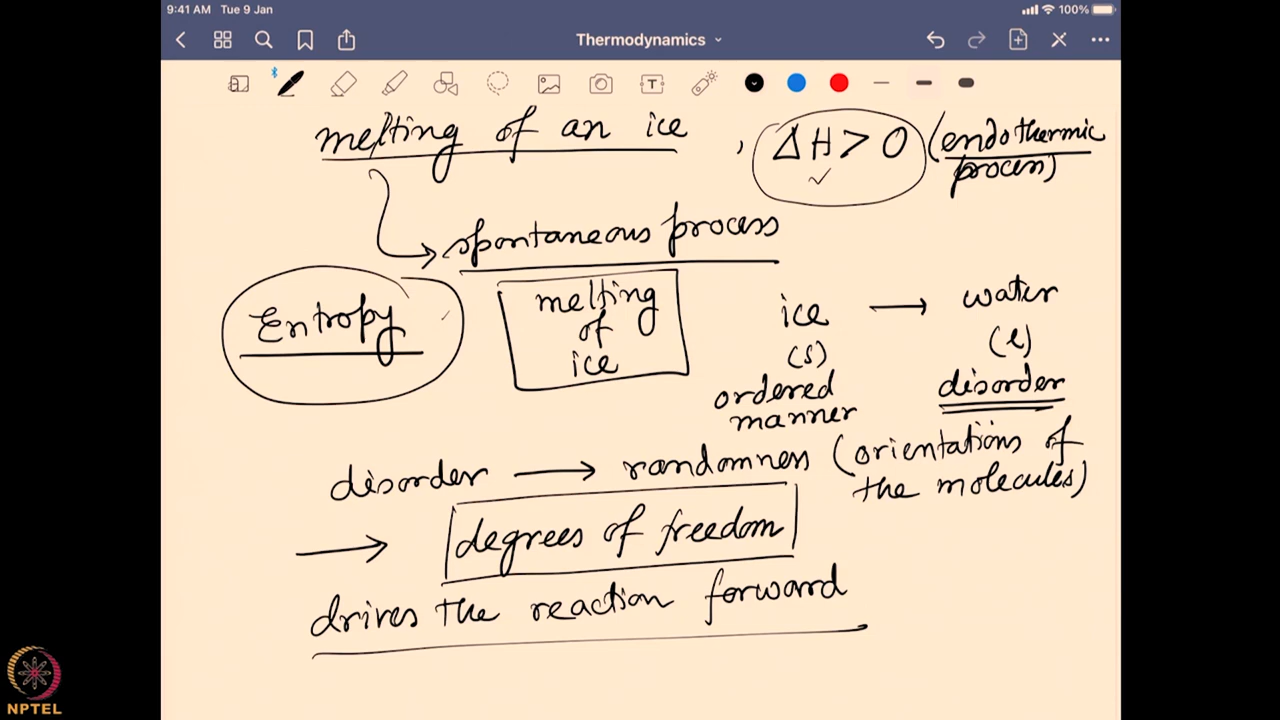 9:41 AM Tue 9 Jan
100%
Thermodynamics
T
melting of an ice , ΔH > 0 (endothermic
process)
spontaneous process
Entropy
melting
of
ice
ice → water
(s) (l)
ordered
manner
disorder
disorder → randomness (orientations of
the molecules)
→ degrees of freedom
drives the reaction forward
NPTEL